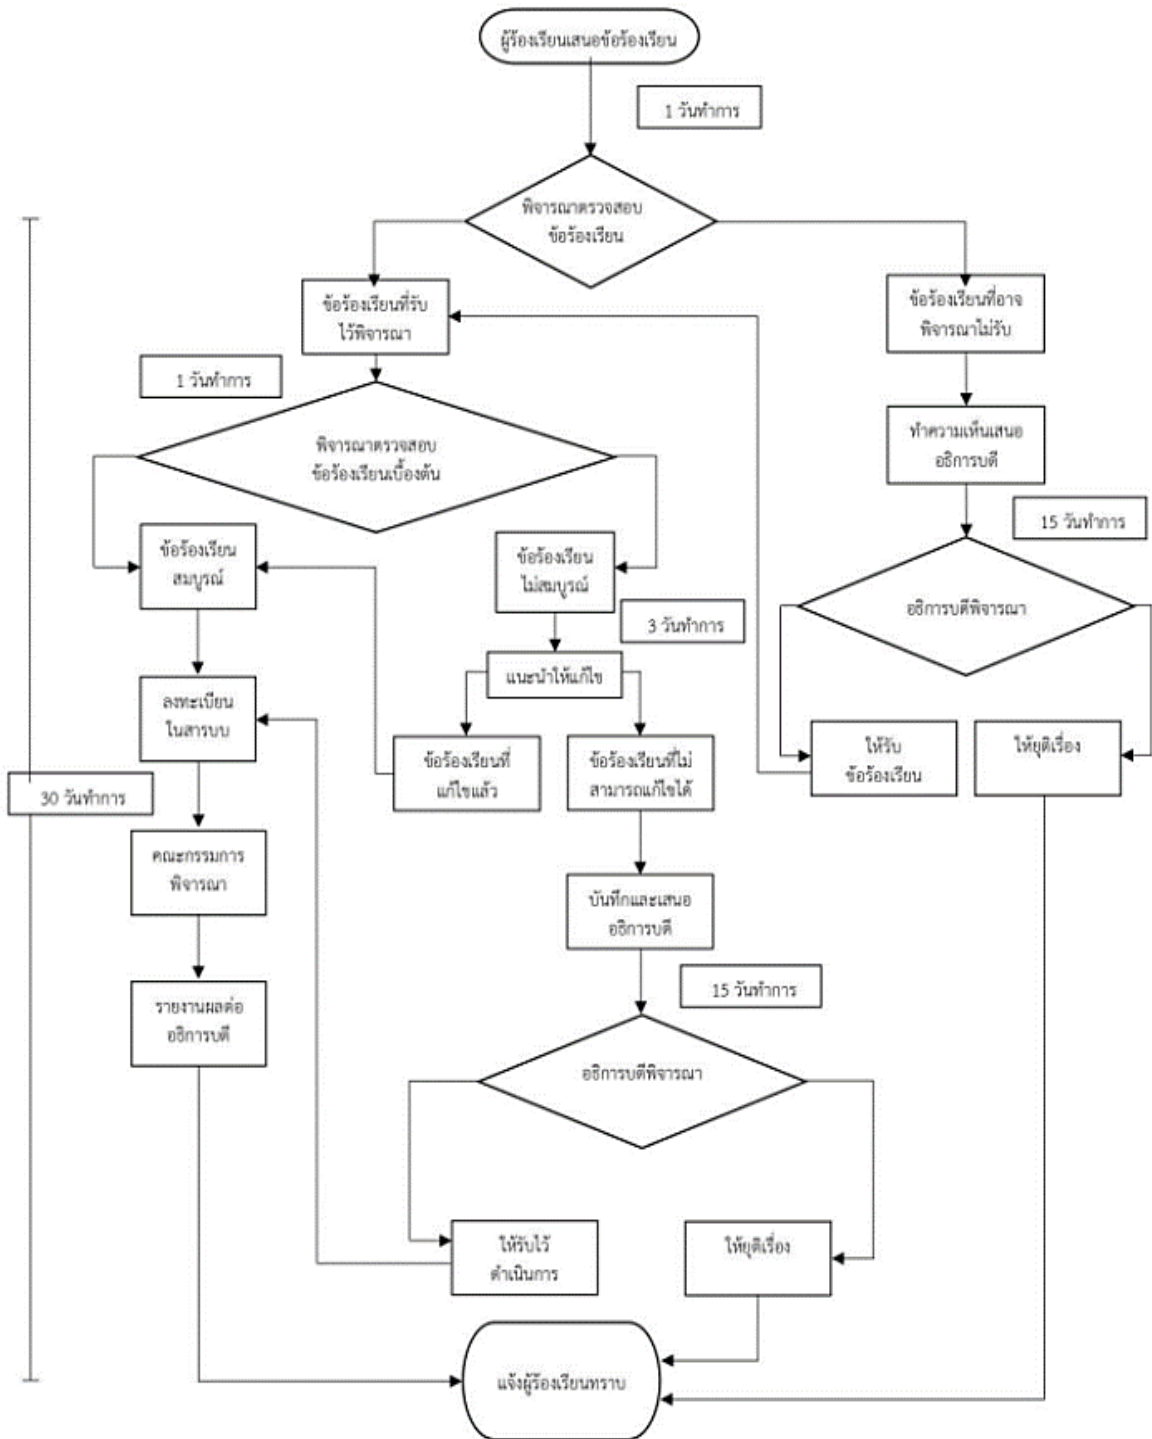 ผู้ร้องเรียนเสนอข้อร้องเรียน
1 วันทำการ
พิจารณาตรวจสอบ
ข้อร้องเรียน
ข้อร้องเรียนที่รับ
ไว้พิจารณา
ข้อร้องเรียนที่อาจ
พิจารณาไม่รับ
1 วันทำการ
พิจารณาตรวจสอบ
ข้อร้องเรียนเบื้องต้น
ทำความเห็นเสนอ
อธิการบดี
15 วันทำการ
ข้อร้องเรียน
สมบูรณ์
ข้อร้องเรียน
ไม่สมบูรณ์
3 วันทำการ
อธิการบดีพิจารณา
แนะนำให้แก้ไข
ลงทะเบียน
ในสารบบ
ข้อร้องเรียนที่
แก้ไขแล้ว
ข้อร้องเรียนที่ไม่
สามารถแก้ไขได้
ให้รับ
ข้อร้องเรียน
ให้ยุติเรื่อง
30 วันทำการ
คณะกรรมการ
พิจารณา
บันทึกและเสนอ
อธิการบดี
15 วันทำการ
รายงานผลต่อ
อธิการบดี
อธิการบดีพิจารณา
ให้รับไว้
ดำเนินการ
ให้ยุติเรื่อง
แจ้งผู้ร้องเรียนทราบ